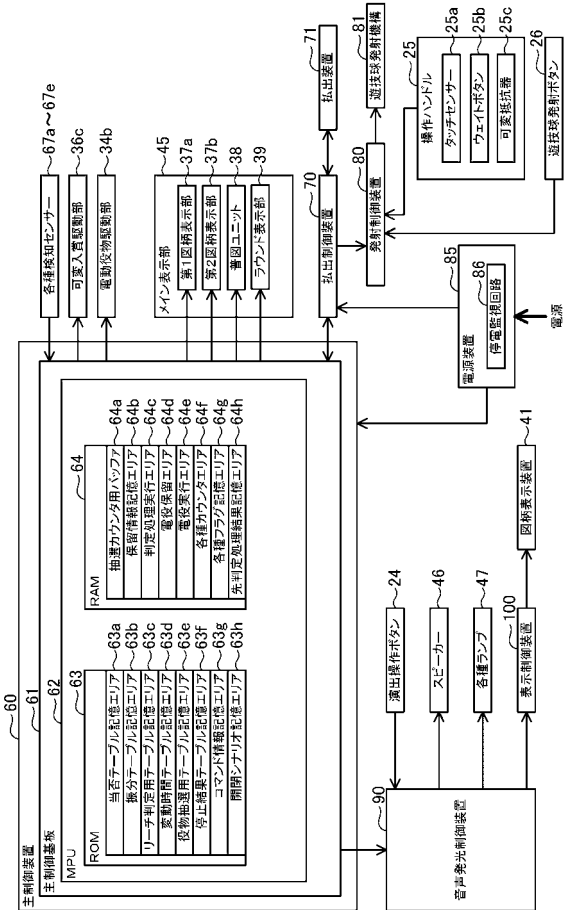 60
主制御装置
61
主制御基板
62
MPU
63
ROM
当否テーブル記憶エリア 63a
振分テーブル記憶エリア 63b
リーチ判定用テーブル記憶エリア 63c
変動時間テーブル記憶エリア 63d
役物抽選用テーブル記憶エリア 63e
停止結果テーブル記憶エリア 63f
コマンド情報記憶エリア 63g
開閉シナリオ記憶エリア 63h
64
RAM
抽選カウンタ用バッファ 64a
保留情報記憶エリア 64b
判定処理実行エリア 64c
電役保留エリア 64d
電役実行エリア 64e
各種カウンタエリア 64f
各種フラグ記憶エリア 64g
先判定処理結果記憶エリア 64h
各種検知センサー 67a～67e
可変入賞駆動部 36c
電動役物駆動部 34b
メイン表示部 45
第1図柄表示部 37a
第2図柄表示部 37b
普図ユニット 38
ラウンド表示部 39
払出制御装置 70
払出装置 71
発射制御装置 80
遊技球発射機構 81
操作ハンドル 25
タッチセンサー 25a
ウェイトボタン 25b
可変抵抗器 25c
遊技球発射ボタン 26
電源装置 85
停電監視回路 86
電源
90
音声発光制御装置
演出操作ボタン 24
スピーカー 46
各種ランプ 47
表示制御装置 100
図柄表示装置 41